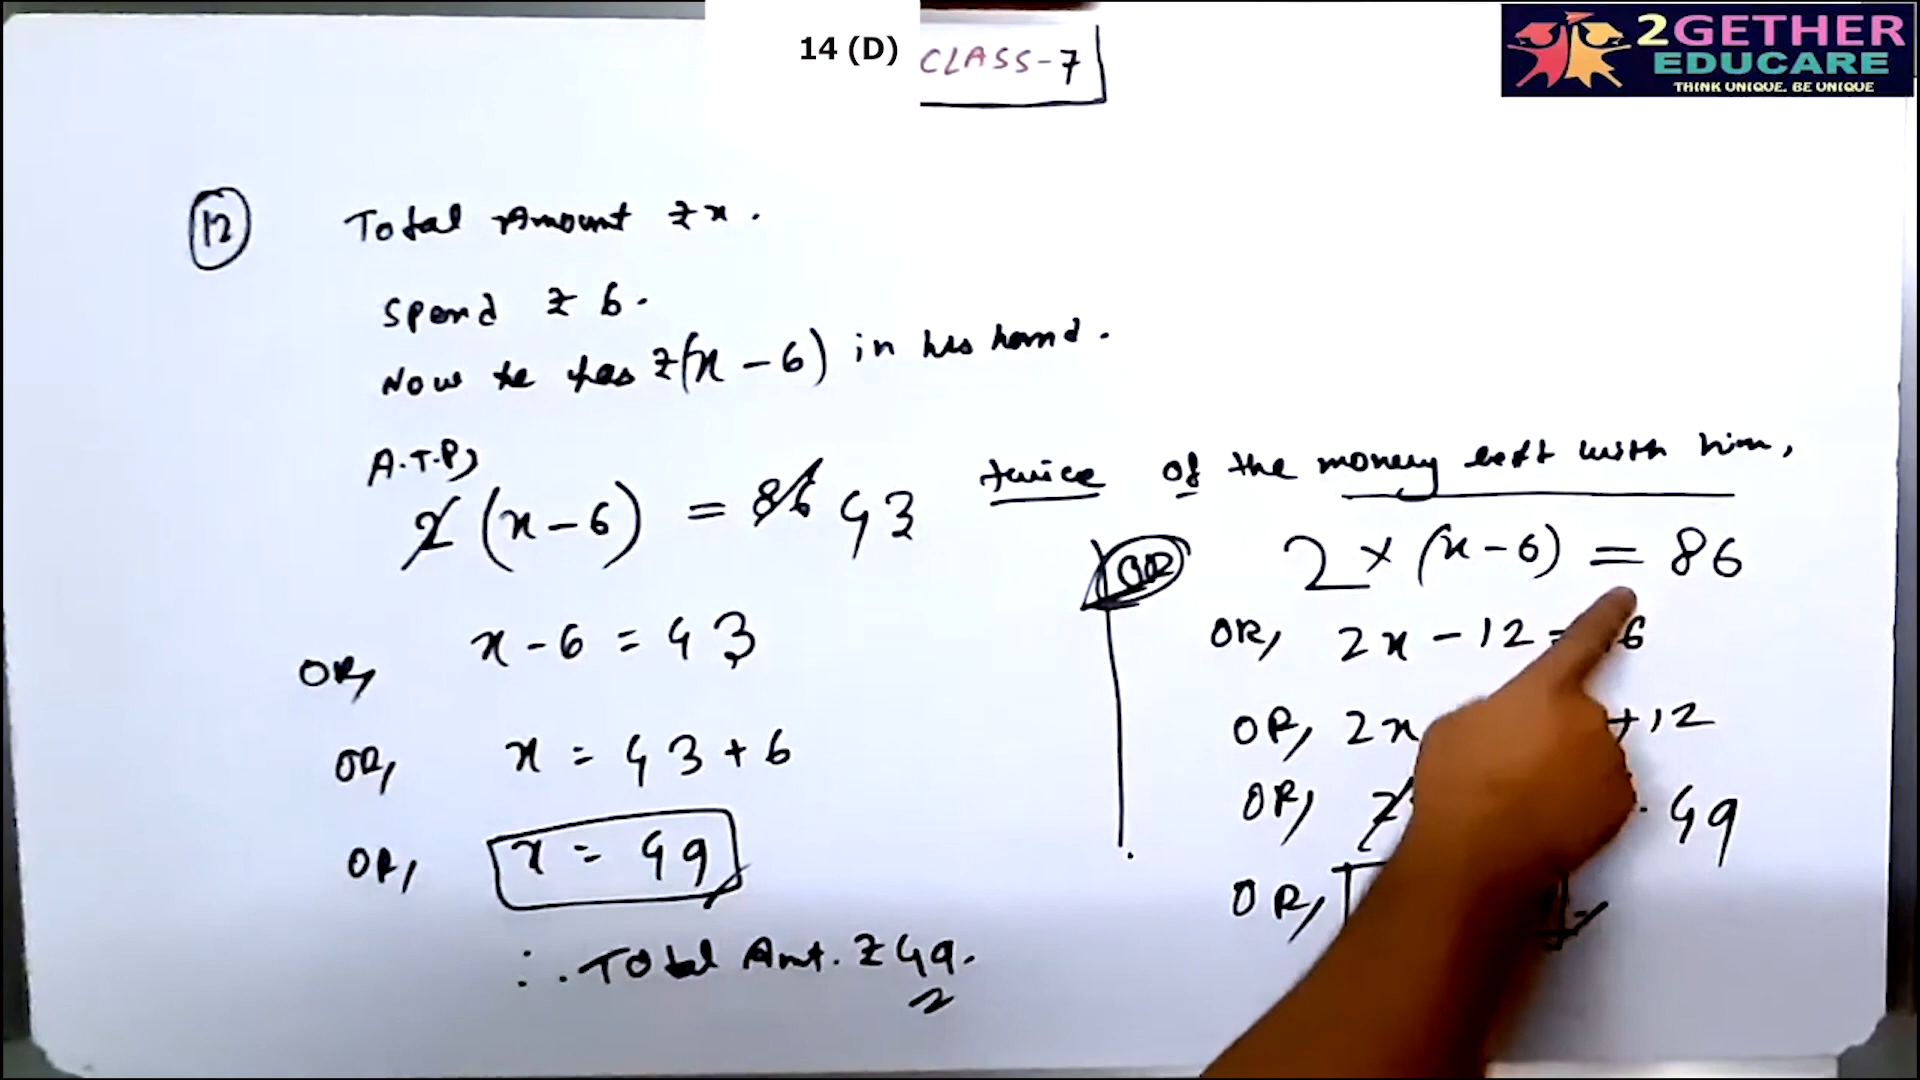 14 (D) CLASS-7
2GETHER
EDUCARE
THINK UNIQUE. BE UNIQUE
12
Total Amount ₹x.
Spend ₹ 6.
Now he has ₹(x - 6) in his hand.
A.T.P,
2(x-6) = 86 43
OR, x - 6 = 43
OR, x = 43 + 6
OR, x = 49
∴ Total Amt. ₹ 49.
twice of the money left with him,
OR
2 × (x-6) = 86
OR, 2x - 12 = 6
OR, 2x +12
OR, 2 49
OR,